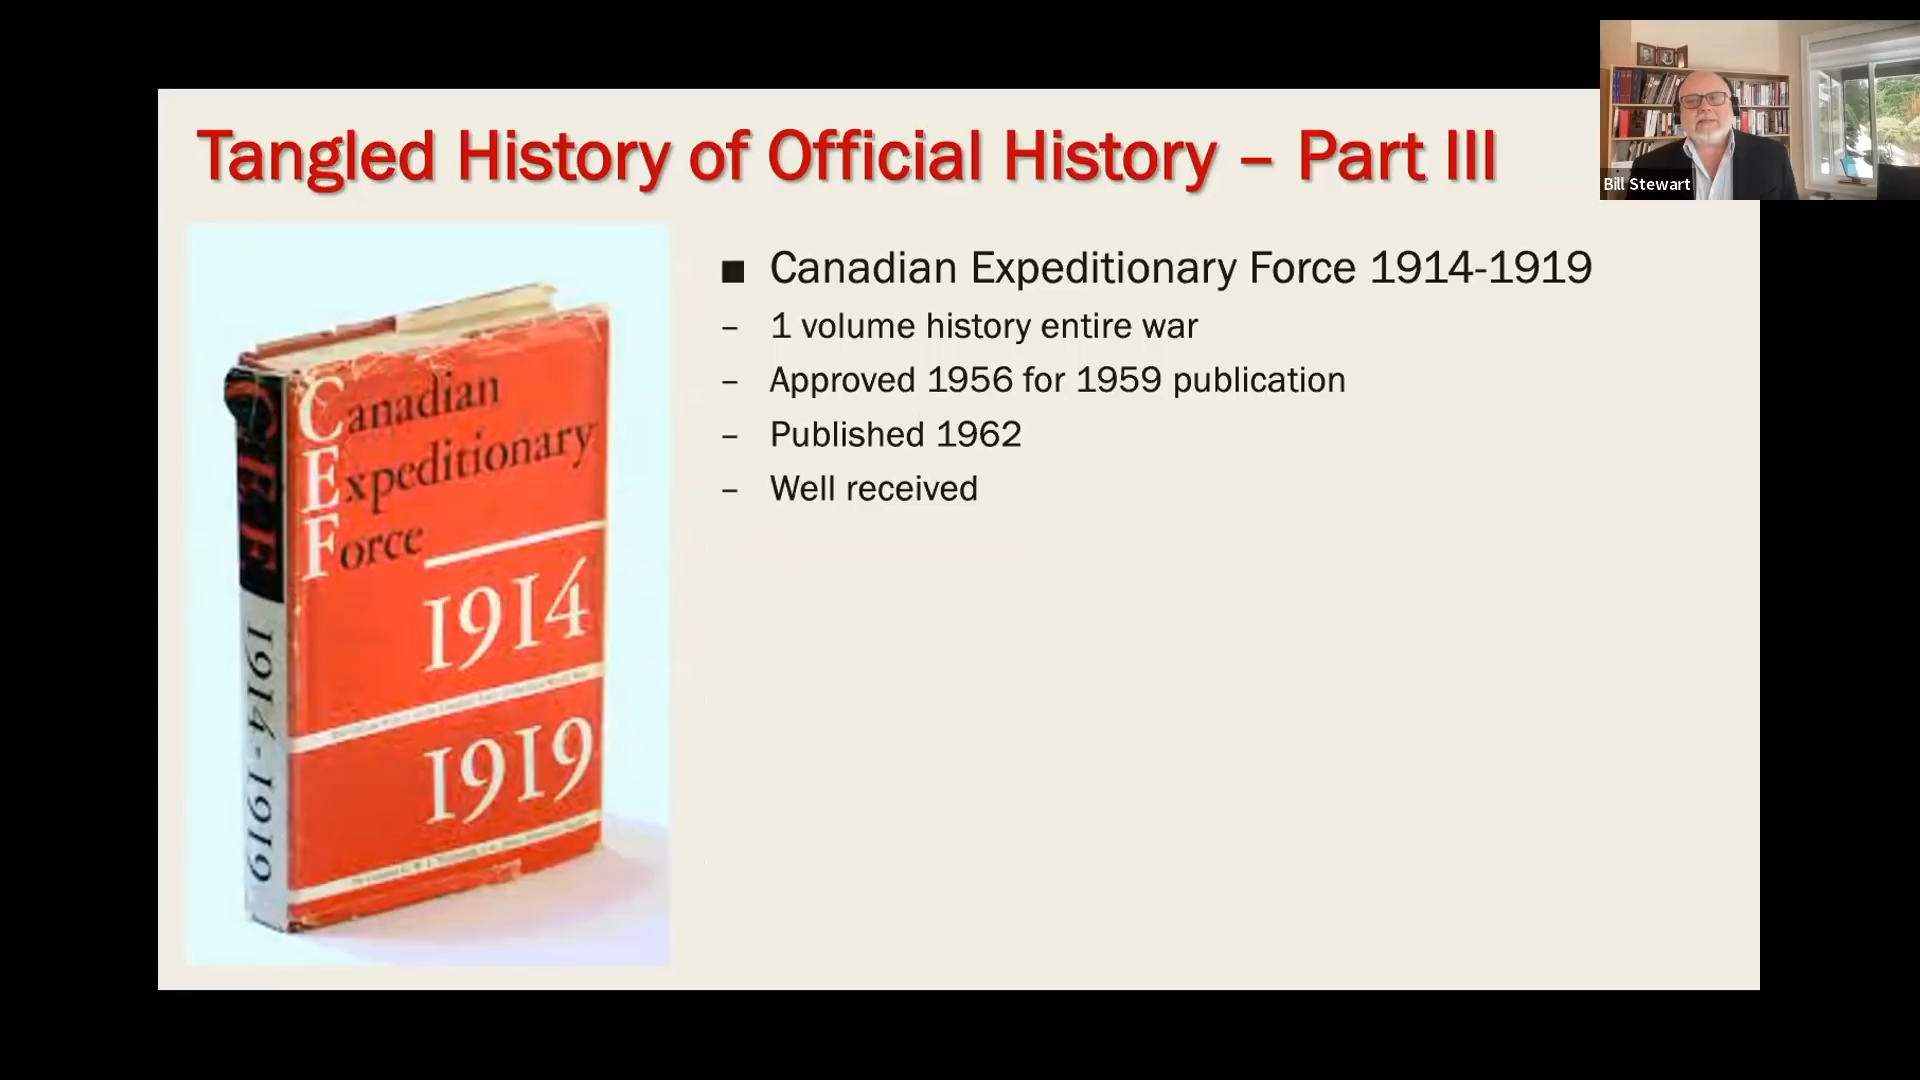 Tangled History of Official History – Part III
Bill Stewart
■ Canadian Expeditionary Force 1914-1919
– 1 volume history entire war
– Approved 1956 for 1959 publication
– Published 1962
– Well received
Canadian
Expeditionary
Force
1914
1919
CEF 1914-1919